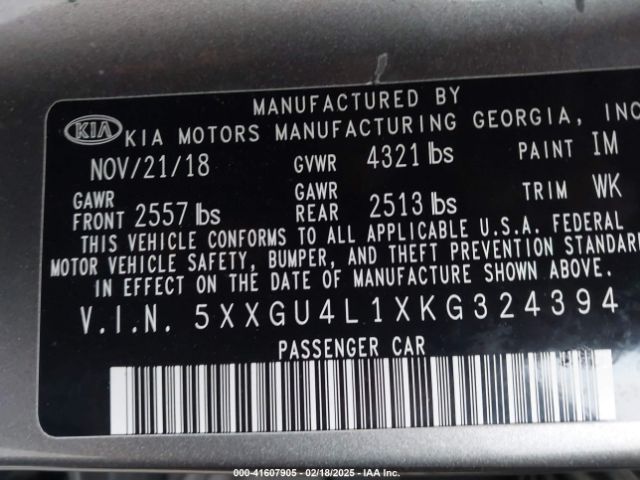 MANUFACTURED BY
KIA KIA MOTORS MANUFACTURING GEORGIA, INC
NOV/21/18 GVWR 4321 lbs PAINT IM
GAWR FRONT 2557 lbs GAWR REAR 2513 lbs TRIM WK
THIS VEHICLE CONFORMS TO ALL APPLICABLE U.S.A. FEDERAL
MOTOR VEHICLE SAFETY, BUMPER, AND THEFT PREVENTION STANDARD
IN EFFECT ON THE DATE OF MANUFACTURE SHOWN ABOVE.
V.I.N. 5XXGU4L1XKG324394
PASSENGER CAR
000-41607905 - 02/18/2025 - IAA Inc.